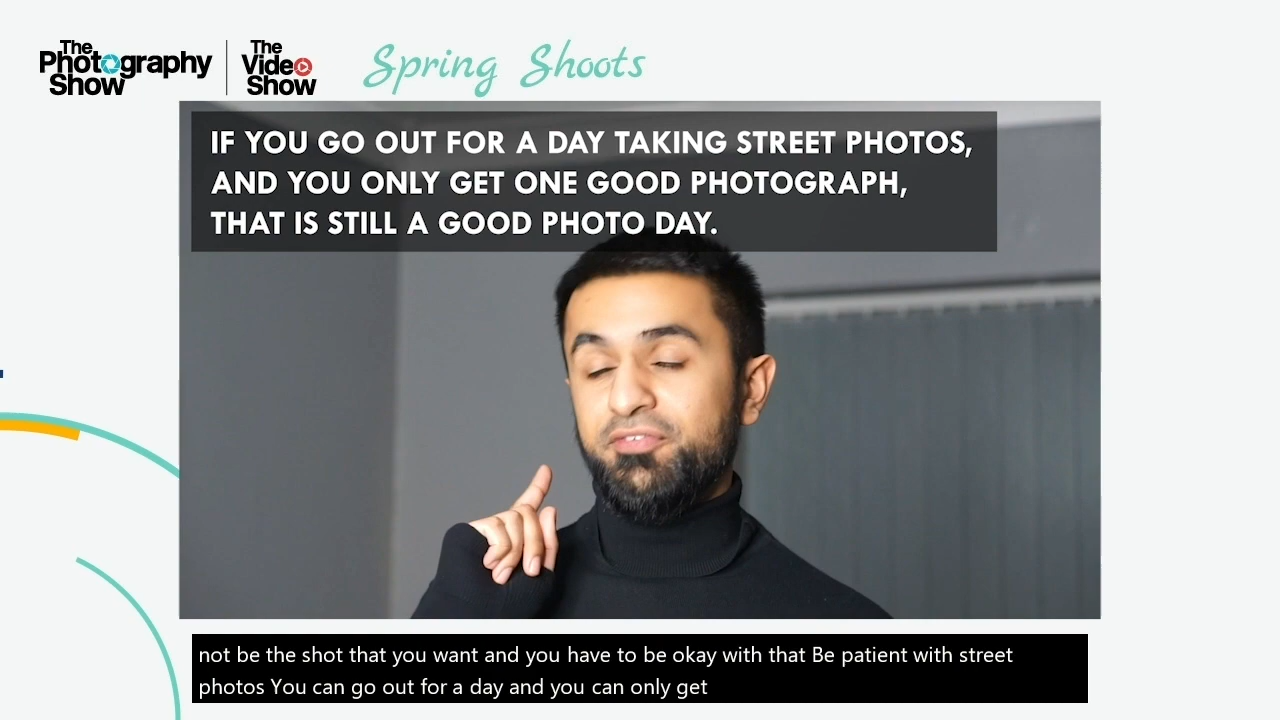 The
Photography
Show
The
Video
Show
Spring Shoots
IF YOU GO OUT FOR A DAY TAKING STREET PHOTOS,
AND YOU ONLY GET ONE GOOD PHOTOGRAPH,
THAT IS STILL A GOOD PHOTO DAY.
not be the shot that you want and you have to be okay with that Be patient with street
photos You can go out for a day and you can only get